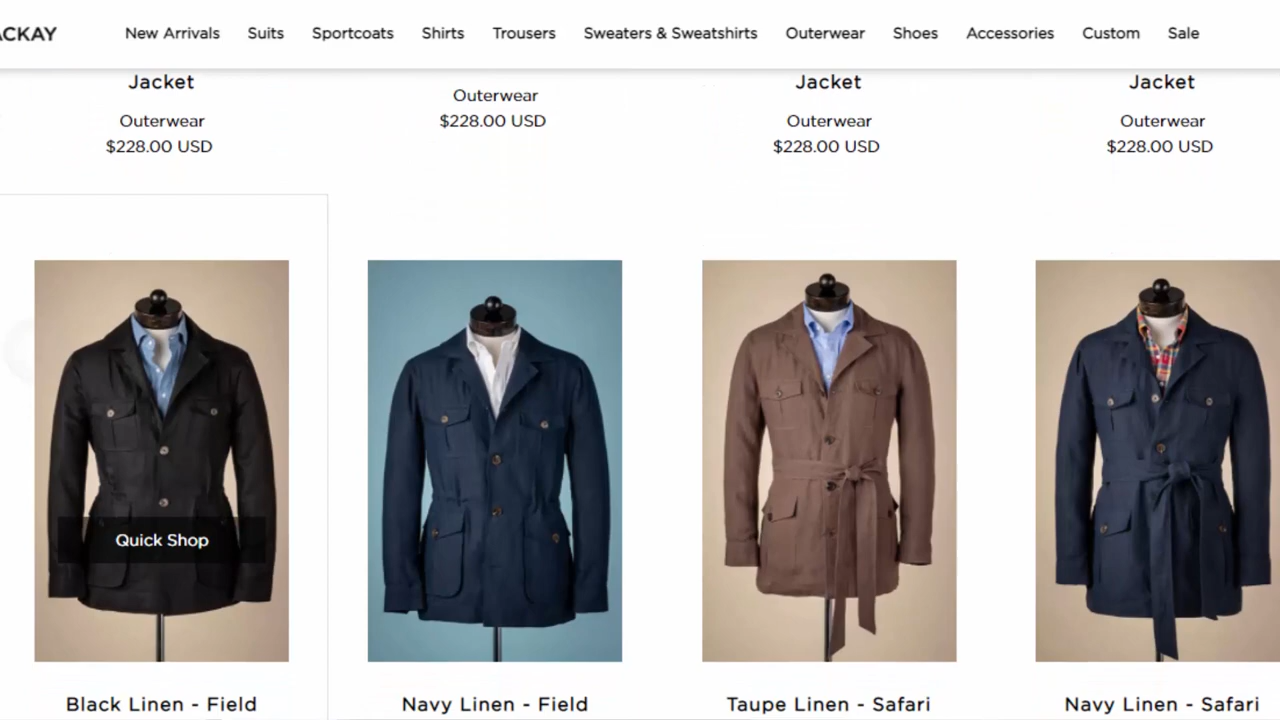 ACKAY
New Arrivals Suits Sportcoats Shirts Trousers Sweaters & Sweatshirts Outerwear Shoes Accessories Custom Sale
Jacket
Outerwear
$228.00 USD
Outerwear
$228.00 USD
Jacket
Outerwear
$228.00 USD
Jacket
Outerwear
$228.00 USD
Quick Shop
Black Linen - Field
Navy Linen - Field
Taupe Linen - Safari
Navy Linen - Safari